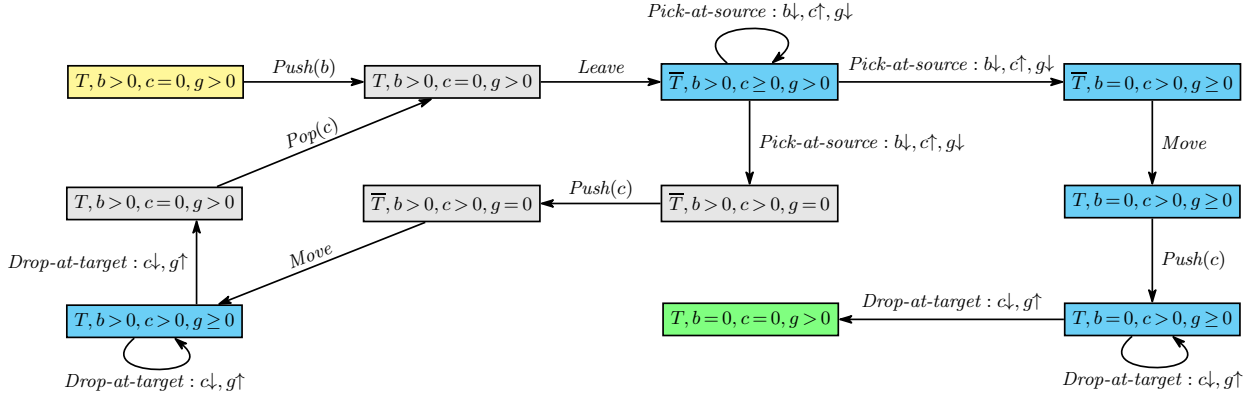 Pick-at-source : b↓, c↑, g↓
T, b > 0, c = 0, g > 0
Push(b)
T, b > 0, c = 0, g > 0
Leave
T̅, b > 0, c ≥ 0, g > 0
Pick-at-source : b↓, c↑, g↓
T̅, b = 0, c > 0, g ≥ 0
Pop(c)
Pick-at-source : b↓, c↑, g↓
Move
T, b > 0, c = 0, g > 0
T̅, b > 0, c > 0, g = 0
Push(c)
T̅, b > 0, c > 0, g = 0
T, b = 0, c > 0, g ≥ 0
Drop-at-target : c↓, g↑
Move
Push(c)
T, b > 0, c > 0, g ≥ 0
T, b = 0, c = 0, g > 0
Drop-at-target : c↓, g↑
T, b = 0, c > 0, g ≥ 0
Drop-at-target : c↓, g↑
Drop-at-target : c↓, g↑